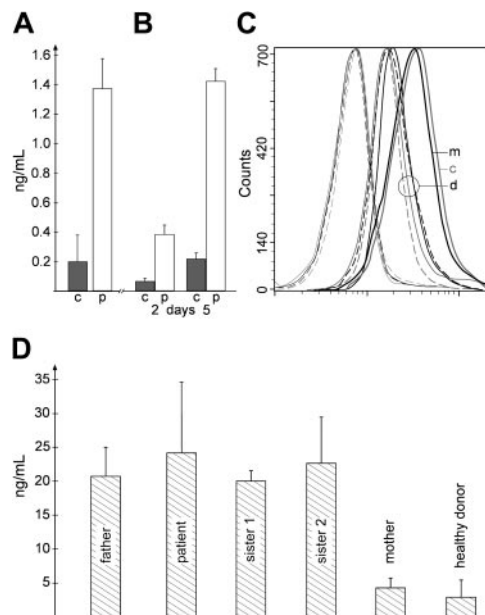 A
B
C
ng/mL
1.6
1.4
1.2
1.0
0.8
0.6
0.4
0.2
c p
c p c p
2 days 5
Counts
700
420
140
0
m
c
d
D
ng/mL
35
30
25
20
15
10
5
father
patient
sister 1
sister 2
mother
healthy donor